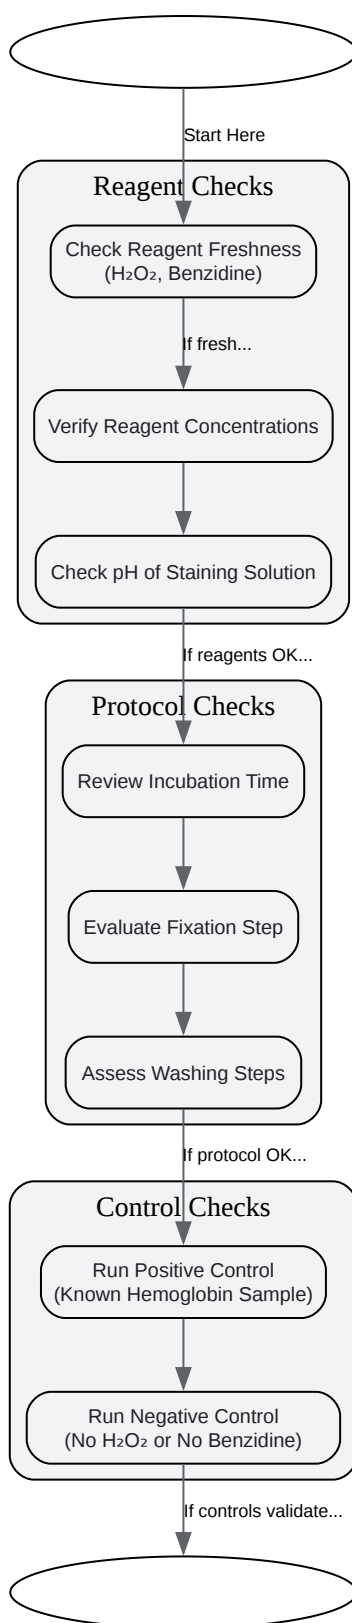 Start Here
Reagent Checks
Check Reagent Freshness
(H₂O₂, Benzidine)
If fresh...
Verify Reagent Concentrations
Check pH of Staining Solution
If reagents OK...
Protocol Checks
Review Incubation Time
Evaluate Fixation Step
Assess Washing Steps
If protocol OK...
Control Checks
Run Positive Control
(Known Hemoglobin Sample)
Run Negative Control
(No H₂O₂ or No Benzidine)
If controls validate...